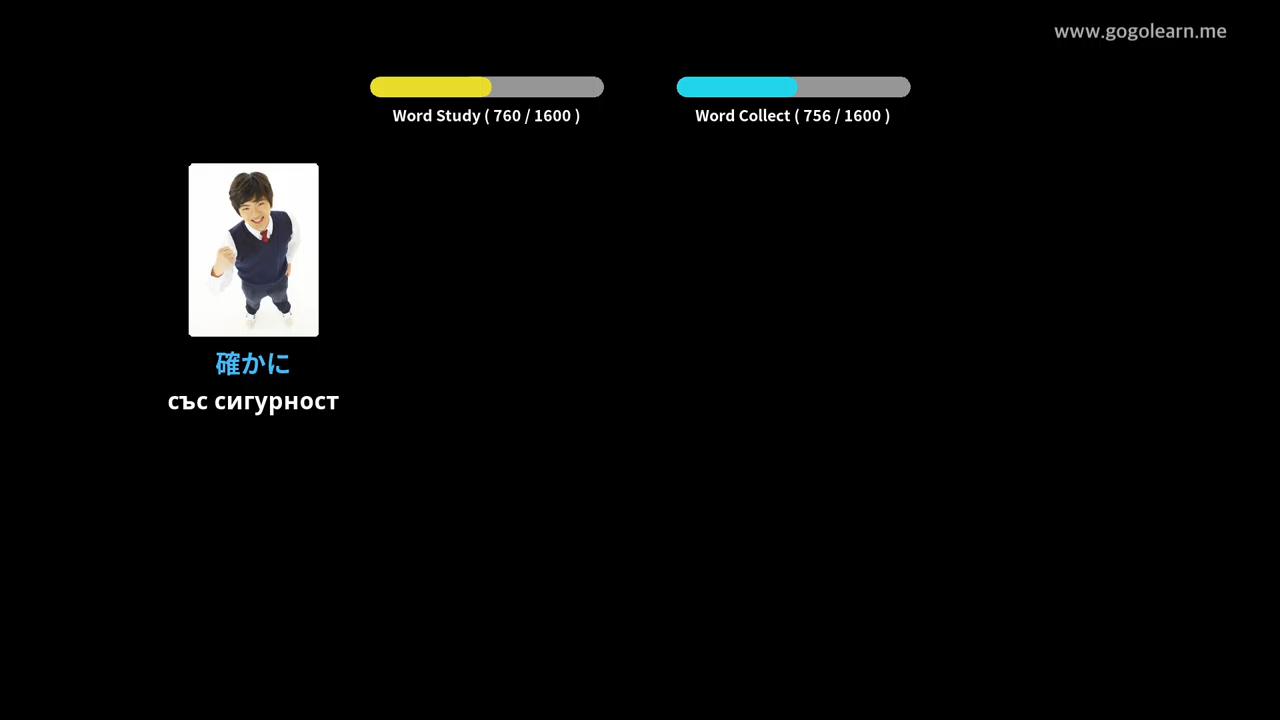 www.gogolearn.me
Word Study ( 760 / 1600 )
Word Collect ( 756 / 1600 )
確かに
със сигурност